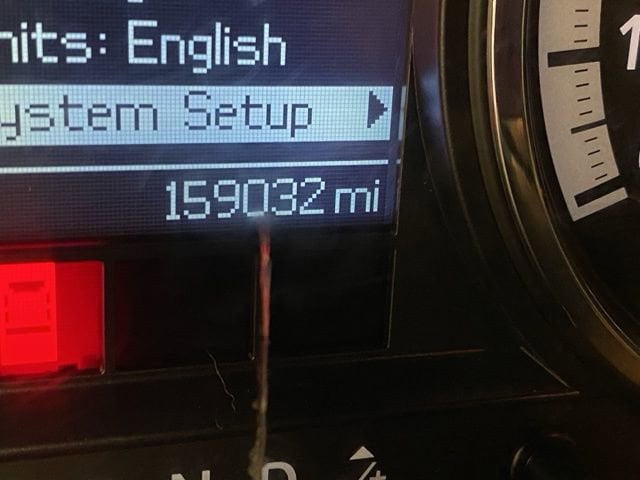 nits: English
ystem Setup
159032 mi
N D +